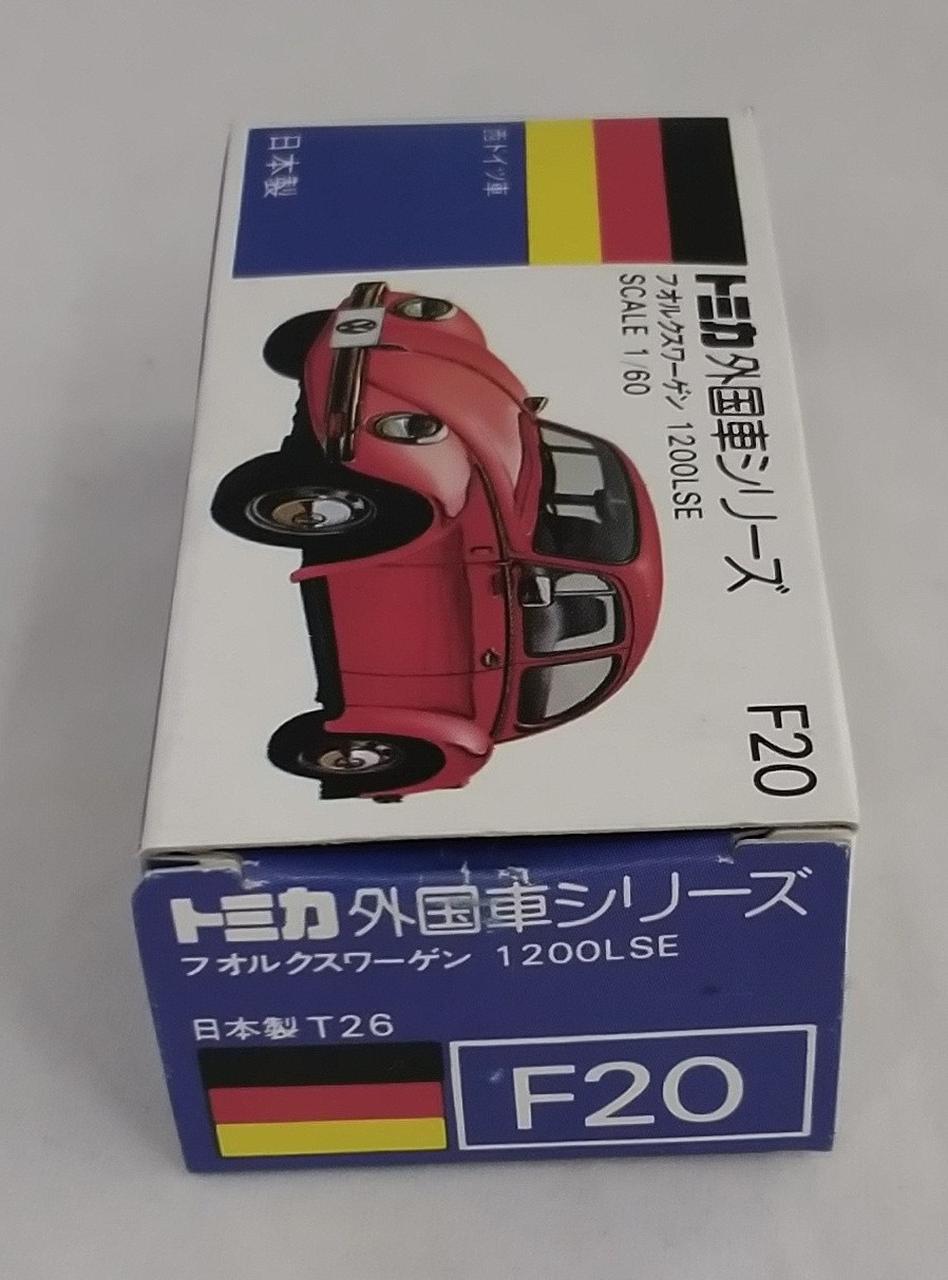 日本製
西ドイツ車
トミカ外国車シリーズ
フォルクスワーゲン 1200LSE
SCALE 1/60
F20
トミカ外国車シリーズ
フォルクスワーゲン 1200LSE
日本製 T26
F20